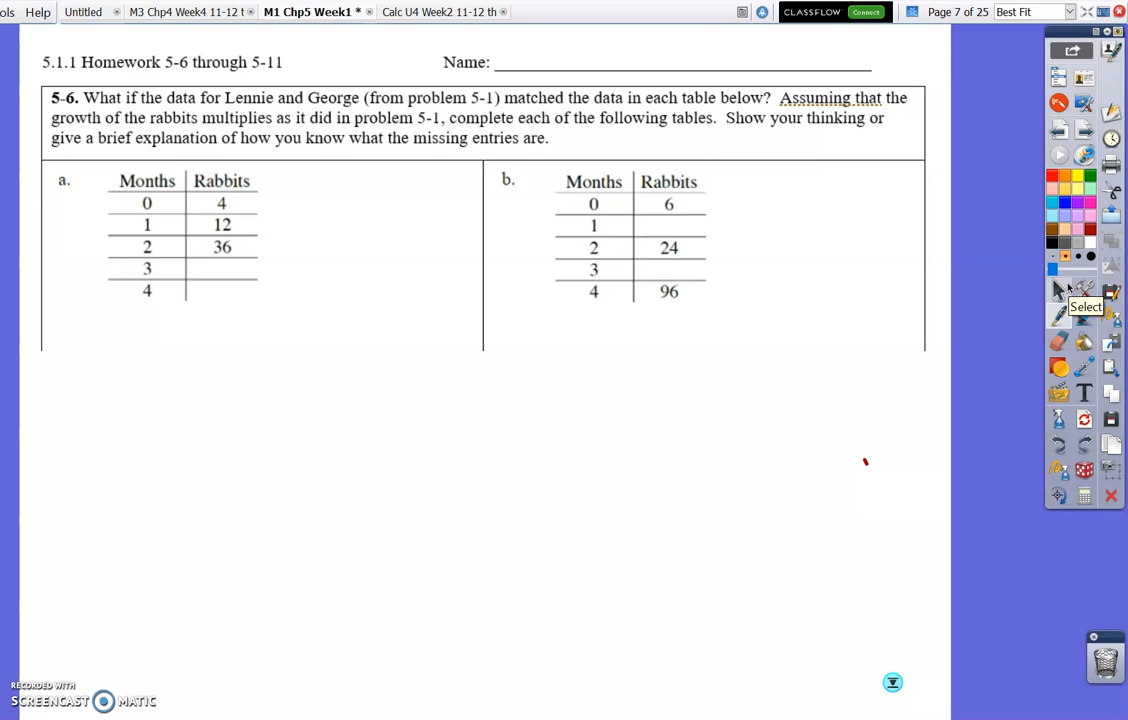 ols Help Untitled M3 Chp4 Week4 11-12 t M1 Chp5 Week1 * Calc U4 Week2 11-12 th CLASSFLOW Connect Page 7 of 25 Best Fit
5.1.1 Homework 5-6 through 5-11 Name:
5-6. What if the data for Lennie and George (from problem 5-1) matched the data in each table below? Assuming that the
growth of the rabbits multiplies as it did in problem 5-1, complete each of the following tables. Show your thinking or
give a brief explanation of how you know what the missing entries are.
a. Months Rabbits
0 4
1 12
2 36
3
4
b. Months Rabbits
0 6
1
2 24
3
4 96
Select
T
RECORDED WITH
SCREENCAST MATIC